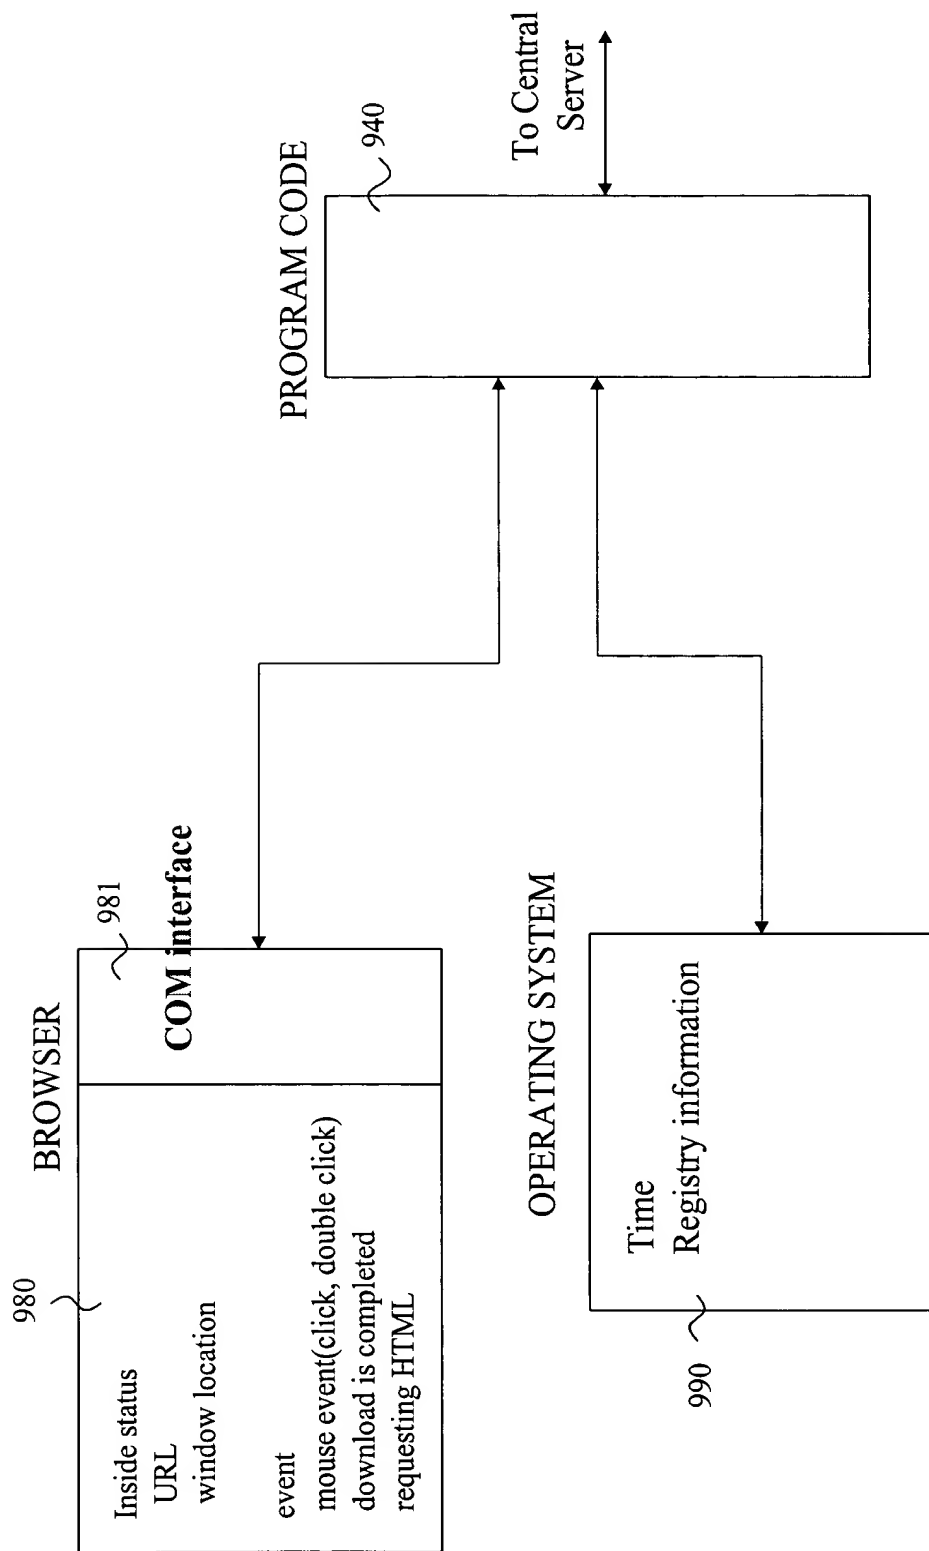 BROWSER
980
981
Inside status
URL
window location
event
mouse event(click, double click)
download is completed
requesting HTML
COM interface
OPERATING SYSTEM
990
Time
Registry information
PROGRAM CODE
940
To Central
Server